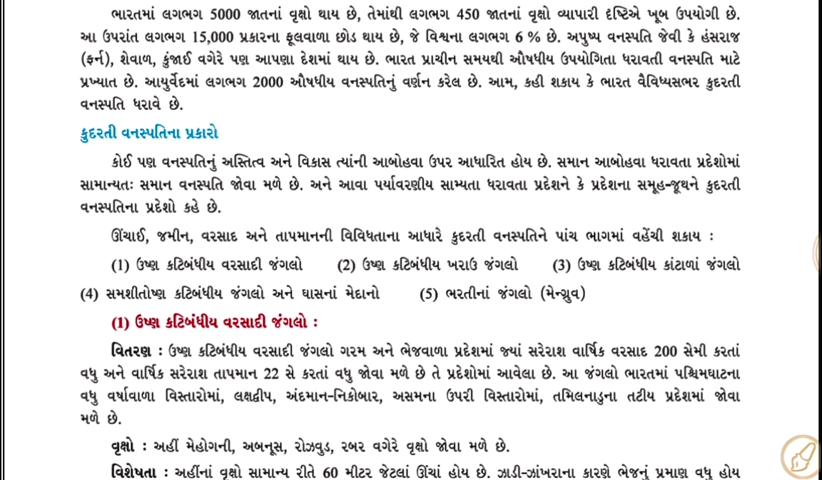 ભારતમાં લગભગ 5000 જાતનાં વૃક્ષો થાય છે, તેમાંથી લગભગ 450 જાતનાં વૃક્ષો વ્યાપારી દૃષ્ટિએ ખૂબ ઉપયોગી છે.
આ ઉપરાંત લગભગ 15,000 પ્રકારના ફૂલવાળા છોડ થાય છે, જે વિશ્વના લગભગ 6 % છે. અપુષ્પ વનસ્પતિ જેવી કે હંસરાજ
(ફર્ન), શેવાળ, કુંજાઈ વગેરે પણ આપણા દેશમાં થાય છે. ભારત પ્રાચીન સમયથી ઔષધીય ઉપયોગિતા ધરાવતી વનસ્પતિ માટે
પ્રખ્યાત છે. આયુર્વેદમાં લગભગ 2000 ઔષધીય વનસ્પતિનું વર્ણન કરેલ છે. આમ, કહી શકાય કે ભારત વૈવિધ્યસભર કુદરતી
વનસ્પતિ ધરાવે છે.
કુદરતી વનસ્પતિના પ્રકારો
કોઈ પણ વનસ્પતિનું અસ્તિત્વ અને વિકાસ ત્યાંની આબોહવા ઉપર આધારિત હોય છે. સમાન આબોહવા ધરાવતા પ્રદેશોમાં
સામાન્યતઃ સમાન વનસ્પતિ જોવા મળે છે. અને આવા પર્યાવરણીય સામ્યતા ધરાવતા પ્રદેશને કે પ્રદેશના સમૂહ-જૂથને કુદરતી
વનસ્પતિના પ્રદેશો કહે છે.
ઊંચાઈ, જમીન, વરસાદ અને તાપમાનની વિવિધતાના આધારે કુદરતી વનસ્પતિને પાંચ ભાગમાં વહેંચી શકાય :
(1) ઉષ્ણ કટિબંધીય વરસાદી જંગલો (2) ઉષ્ણ કટિબંધીય ખરાઉ જંગલો (3) ઉષ્ણ કટિબંધીય કાંટાળાં જંગલો
(4) સમશીતોષ્ણ કટિબંધીય જંગલો અને ઘાસનાં મેદાનો (5) ભરતીનાં જંગલો (મેન્ગ્રુવ)
(1) ઉષ્ણ કટિબંધીય વરસાદી જંગલો :
વિતરણ : ઉષ્ણ કટિબંધીય વરસાદી જંગલો ગરમ અને ભેજવાળા પ્રદેશમાં જ્યાં સરેરાશ વાર્ષિક વરસાદ 200 સેમી કરતાં
વધુ અને વાર્ષિક સરેરાશ તાપમાન 22 સે કરતાં વધુ જોવા મળે છે તે પ્રદેશોમાં આવેલા છે. આ જંગલો ભારતમાં પશ્ચિમઘાટના
વધુ વર્ષાવાળા વિસ્તારોમાં, લક્ષદ્વીપ, અંદમાન-નિકોબાર, અસમના ઉપરી વિસ્તારોમાં, તમિલનાડુના તટીય પ્રદેશમાં જોવા
મળે છે.
વૃક્ષો : અહીં મેહોગની, અબનૂસ, રોઝવુડ, રબર વગેરે વૃક્ષો જોવા મળે છે.
વિશેષતા : અહીંનાં વૃક્ષો સામાન્ય રીતે 60 મીટર જેટલાં ઊંચાં હોય છે. ઝાડી-ઝાંખરાના કારણે ભેજનું પ્રમાણ વધુ હોય